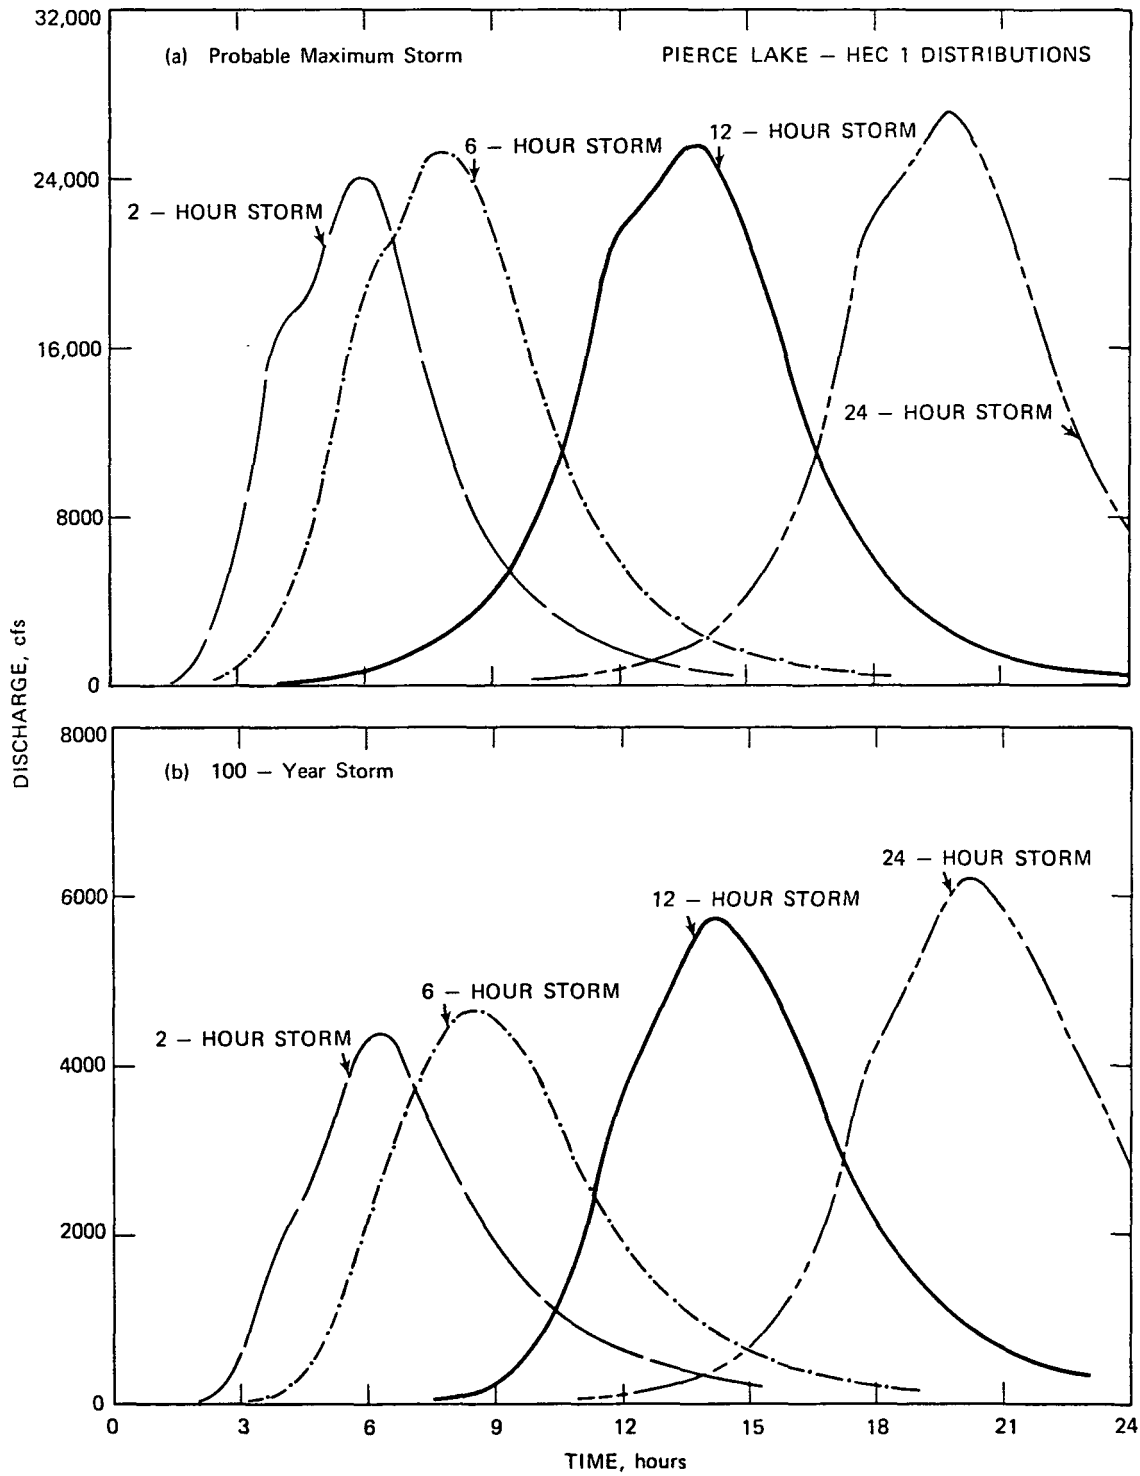 32,000
(a) Probable Maximum Storm
PIERCE LAKE – HEC 1 DISTRIBUTIONS
6 – HOUR STORM
12 – HOUR STORM
24,000
2 – HOUR STORM
16,000
24 – HOUR STORM
8000
0
DISCHARGE, cfs
8000
(b) 100 – Year Storm
24 – HOUR STORM
6000
12 – HOUR STORM
6 – HOUR STORM
2 – HOUR STORM
4000
2000
0
0 3 6 9 12 15 18 21 24
TIME, hours